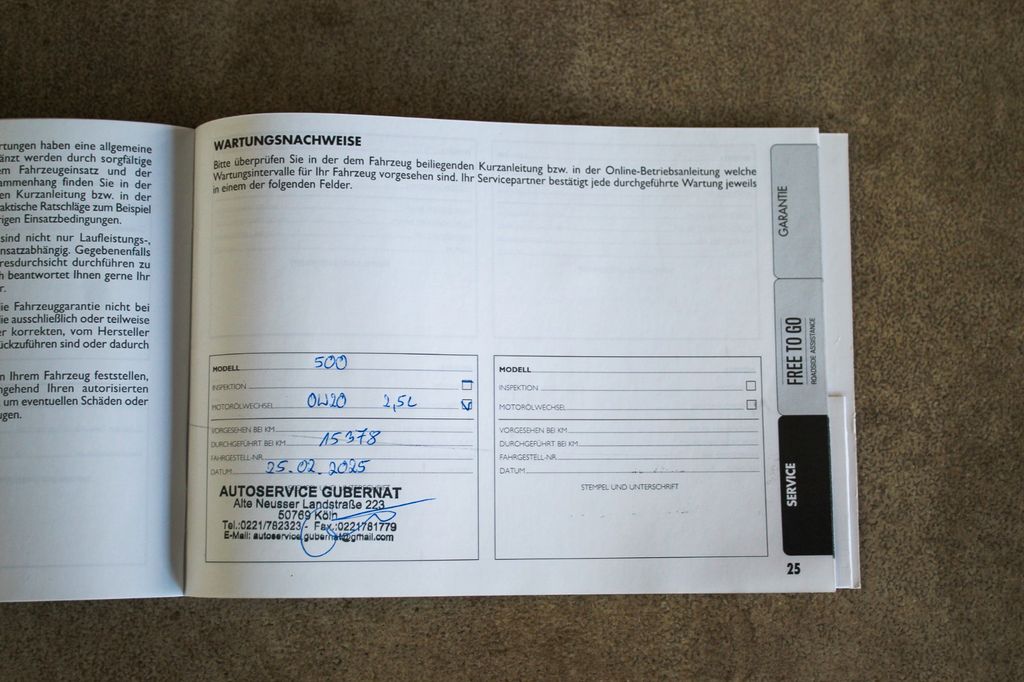 rtungen haben eine allgemeine
änzt werden durch sorgfältige
m Fahrzeugeinsatz und der
ammenhang finden Sie in der
en Kurzanleitung bzw. in der
aktische Ratschläge zum Beispiel
rigen Einsatzbedingungen.
sind nicht nur Laufleistungs-,
nsatzabhängig. Gegebenenfalls
resdurchsicht durchführen zu
h beantwortet Ihnen gerne Ihr
r.
ie Fahrzeuggarantie nicht bei
ie ausschließlich oder teilweise
er korrekten, vom Hersteller
ückzuführen sind oder dadurch
n Ihrem Fahrzeug feststellen,
ngehend Ihren autorisierten
um eventuellen Schäden oder
gen.
WARTUNGSNACHWEISE
Bitte überprüfen Sie in der dem Fahrzeug beiliegenden Kurzanleitung bzw. in der Online-Betriebsanleitung welche
Wartungsintervalle für Ihr Fahrzeug vorgesehen sind. Ihr Servicepartner bestätigt jede durchgeführte Wartung jeweils
in einem der folgenden Felder.
MODELL 500
INSPEKTION
MOTORÖLWECHSEL 0W20 2,5L
VORGESEHEN BEI KM
DURCHGEFÜHRT BEI KM 15378
FAHRGESTELL-NR.
DATUM 25.02.2025
AUTOSERVICE GUBERNAT
Alte Neusser Landstraße 223
50769 Köln
Tel.:0221/782323 - Fax.:0221/781779
E-Mail: autoservice.gubernat@gmail.com
MODELL
INSPEKTION
MOTORÖLWECHSEL
VORGESEHEN BEI KM
DURCHGEFÜHRT BEI KM
FAHRGESTELL-NR.
DATUM
STEMPEL UND UNTERSCHRIFT
GARANTIE
FREE TO GO
ROADSIDE ASSISTANCE
SERVICE
25